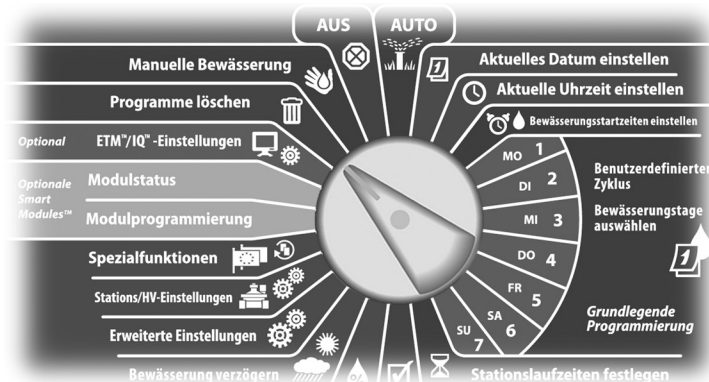 AUS
AUTO
Manuelle Bewässerung
Programme löschen
Optional
ETM™/IQ™ -Einstellungen
Optionale
Smart
Modules™
Modulstatus
Modulprogrammierung
Spezialfunktionen
Stations/HV-Einstellungen
Erweiterte Einstellungen
Bewässerung verzögern
Aktuelles Datum einstellen
Aktuelle Uhrzeit einstellen
Bewässerungsstartzeiten einstellen
MO 1
DI 2
MI 3
DO 4
FR 5
SA 6
SU 7
Benutzerdefinierter
Zyklus
Bewässerungstage
auswählen
1
1
Grundlegende
Programmierung
Stationslaufzeiten festlegen
%